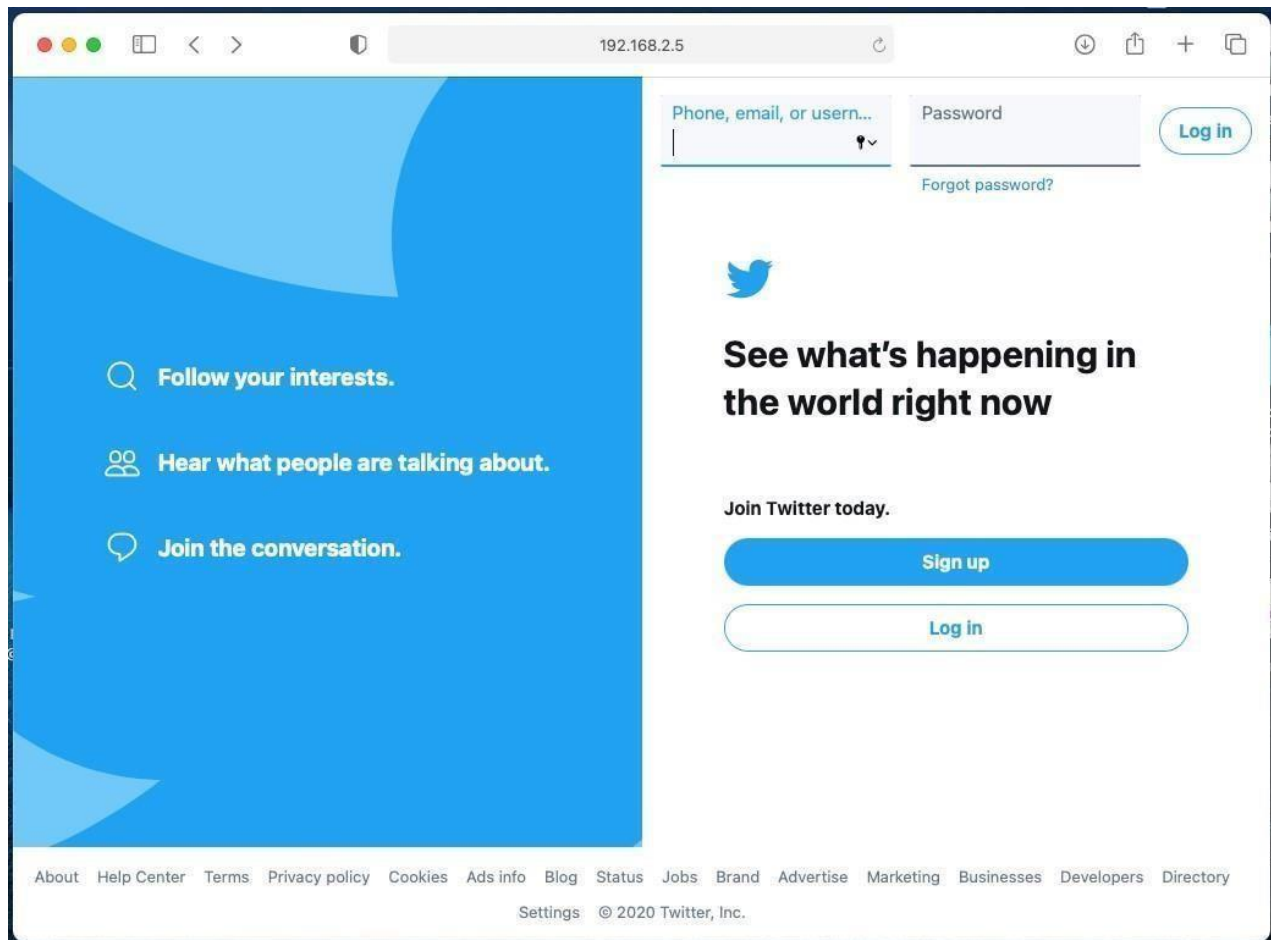 192.168.2.5
Phone, email, or usern...
Password
Log in
Forgot password?
See what's happening in
the world right now
Follow your interests.
Hear what people are talking about.
Join the conversation.
Join Twitter today.
Sign up
Log in
About Help Center Terms Privacy policy Cookies Ads info Blog Status Jobs Brand Advertise Marketing Businesses Developers Directory
Settings © 2020 Twitter, Inc.